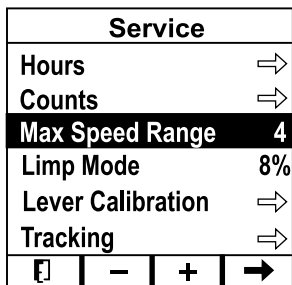 Service
Hours
Counts
Max Speed Range 4
Limp Mode 8%
Lever Calibration
Tracking
− +